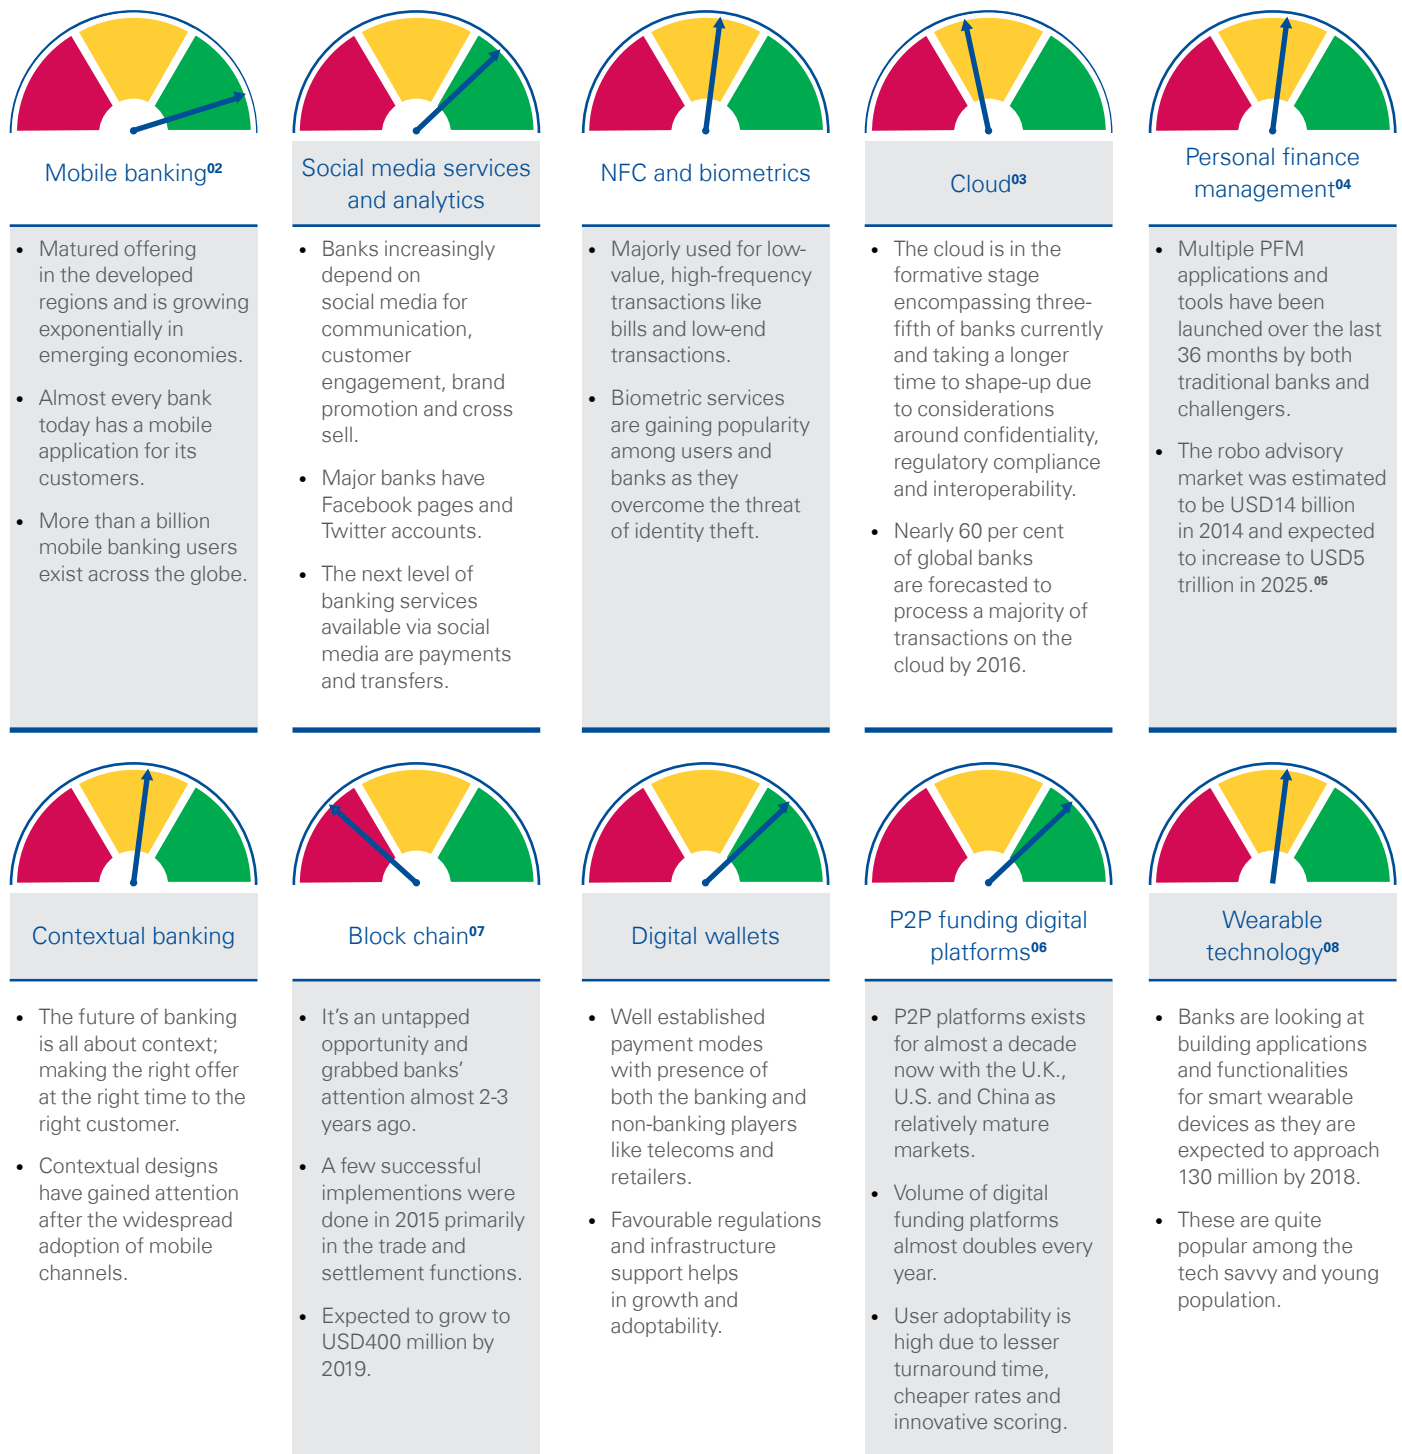 Mobile banking02
Matured offering
in the developed
regions and is growing
exponentially in
emerging economies.
Almost every bank
today has a mobile
application for its
customers.
More than a billion
mobile banking users
exist across the globe.
Social media services
and analytics
Banks increasingly
depend on
social media for
communication,
customer
engagement, brand
promotion and cross
sell.
Major banks have
Facebook pages and
Twitter accounts.
The next level of
banking services
available via social
media are payments
and transfers.
NFC and biometrics
Majorly used for low-
value, high-frequency
transactions like
bills and low-end
transactions.
Biometric services
are gaining popularity
among users and
banks as they
overcome the threat
of identity theft.
Cloud03
The cloud is in the
formative stage
encompassing three-
fifth of banks currently
and taking a longer
time to shape-up due
to considerations
around confidentiality,
regulatory compliance
and interoperability.
Nearly 60 per cent
of global banks
are forecasted to
process a majority of
transactions on the
cloud by 2016.
Personal finance
management04
Multiple PFM
applications and
tools have been
launched over the last
36 months by both
traditional banks and
challengers.
The robo advisory
market was estimated
to be USD14 billion
in 2014 and expected
to increase to USD5
trillion in 2025.05
Contextual banking
The future of banking
is all about context;
making the right offer
at the right time to the
right customer.
Contextual designs
have gained attention
after the widespread
adoption of mobile
channels.
Block chain07
It's an untapped
opportunity and
grabbed banks'
attention almost 2-3
years ago.
A few successful
implementions were
done in 2015 primarily
in the trade and
settlement functions.
Expected to grow to
USD400 million by
2019.
Digital wallets
Well established
payment modes
with presence of
both the banking and
non-banking players
like telecoms and
retailers.
Favourable regulations
and infrastructure
support helps
in growth and
adoptability.
P2P funding digital
platforms06
P2P platforms exists
for almost a decade
now with the U.K.,
U.S. and China as
relatively mature
markets.
Volume of digital
funding platforms
almost doubles every
year.
User adoptability is
high due to lesser
turnaround time,
cheaper rates and
innovative scoring.
Wearable
technology08
Banks are looking at
building applications
and functionalities
for smart wearable
devices as they are
expected to approach
130 million by 2018.
These are quite
popular among the
tech savvy and young
population.